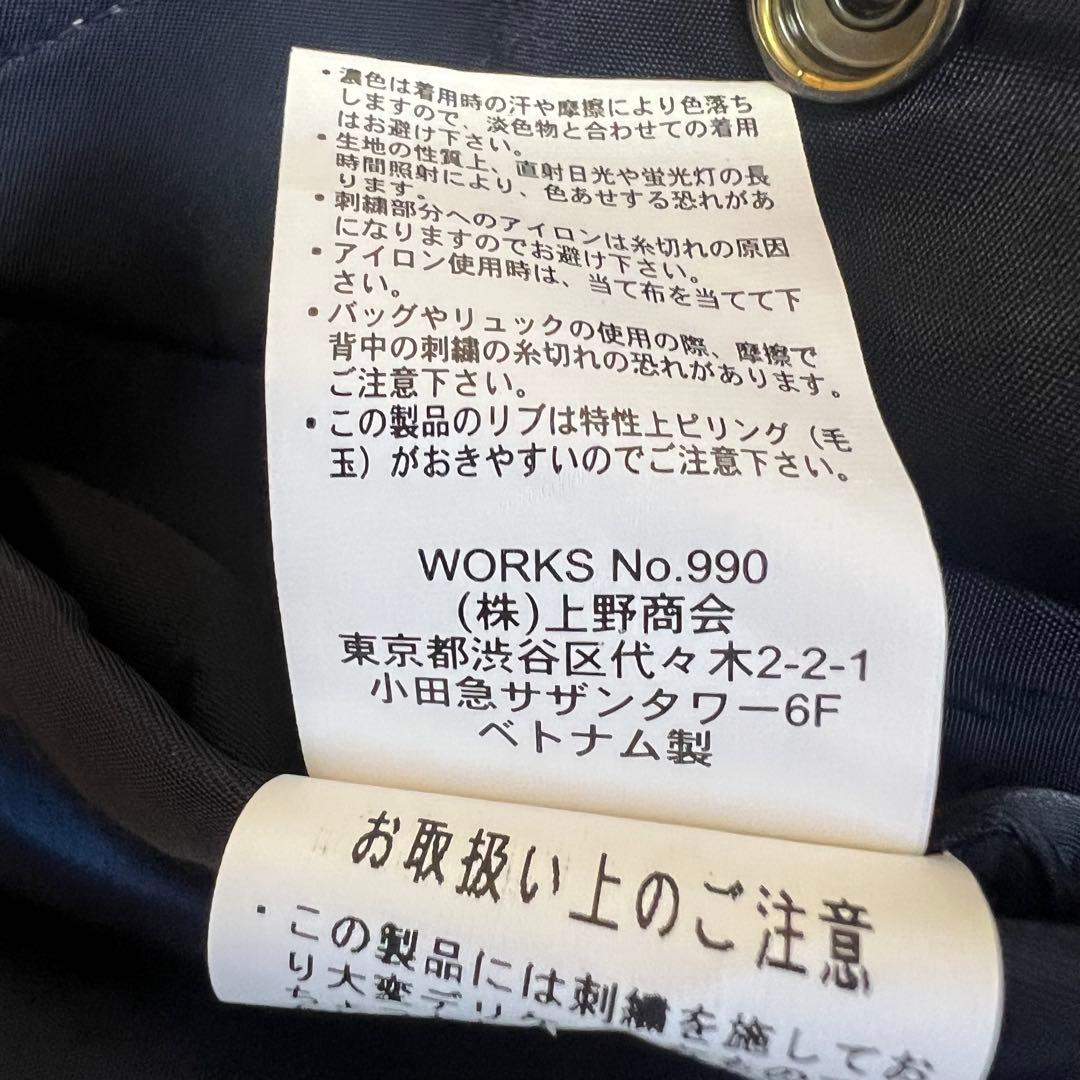 ・濃色は着用時の汗や摩擦により色落ち
しますので、淡色物と合わせての着用
はお避け下さい。
・生地の性質上、直射日光や蛍光灯の長
時間照射により、色あせする恐れがあ
ります。
・刺繍部分へのアイロンは糸切れの原因
になりますのでお避け下さい。
・アイロン使用時は、当て布を当てて下
さい。
・バッグやリュックの使用の際、摩擦で
背中の刺繍の糸切れの恐れがあります。
ご注意下さい。
・この製品のリブは特性上ピリング（毛
玉）がおきやすいのでご注意下さい。
WORKS No.990
(株)上野商会
東京都渋谷区代々木2-2-1
小田急サザンタワー6F
ベトナム製
お取扱い上のご注意
・この製品には刺繍を施してお
り大変デリ